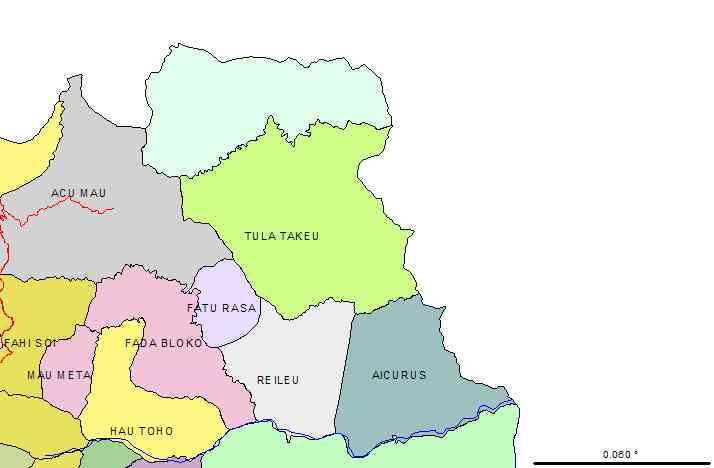 ACU MAU
TULA TAKEU
FATU RASA
FAHI SOI
FADA BLOKO
MAU META
REILEU
AICURUS
HAU TOHO
0.060 °